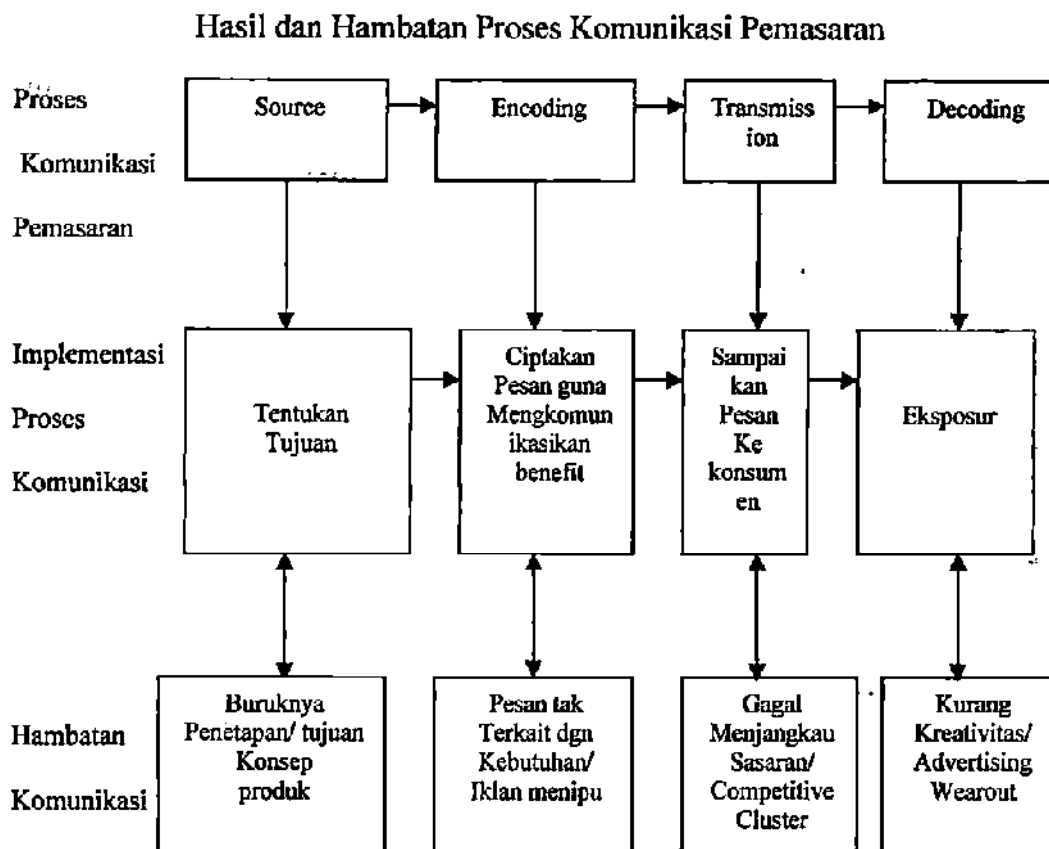 Hasil dan Hambatan Proses Komunikasi Pemasaran
Proses
Komunikasi
Pemasaran
Source
Encoding
Transmiss
ion
Decoding
Implementasi
Proses
Komunikasi
Tentukan
Tujuan
Ciptakan
Pesan guna
Mengkomun
ikasikan
benefit
Sampai
kan
Pesan
Ke
konsum
en
Eksposur
Hambatan
Komunikasi
Buruknya
Penetapan/ tujuan
Konsep
produk
Pesan tak
Terkait dgn
Kebutuhan/
Iklan menipu
Gagal
Menjangkau
Sasaran/
Competitive
Cluster
Kurang
Kreativitas/
Advertising
Wearout